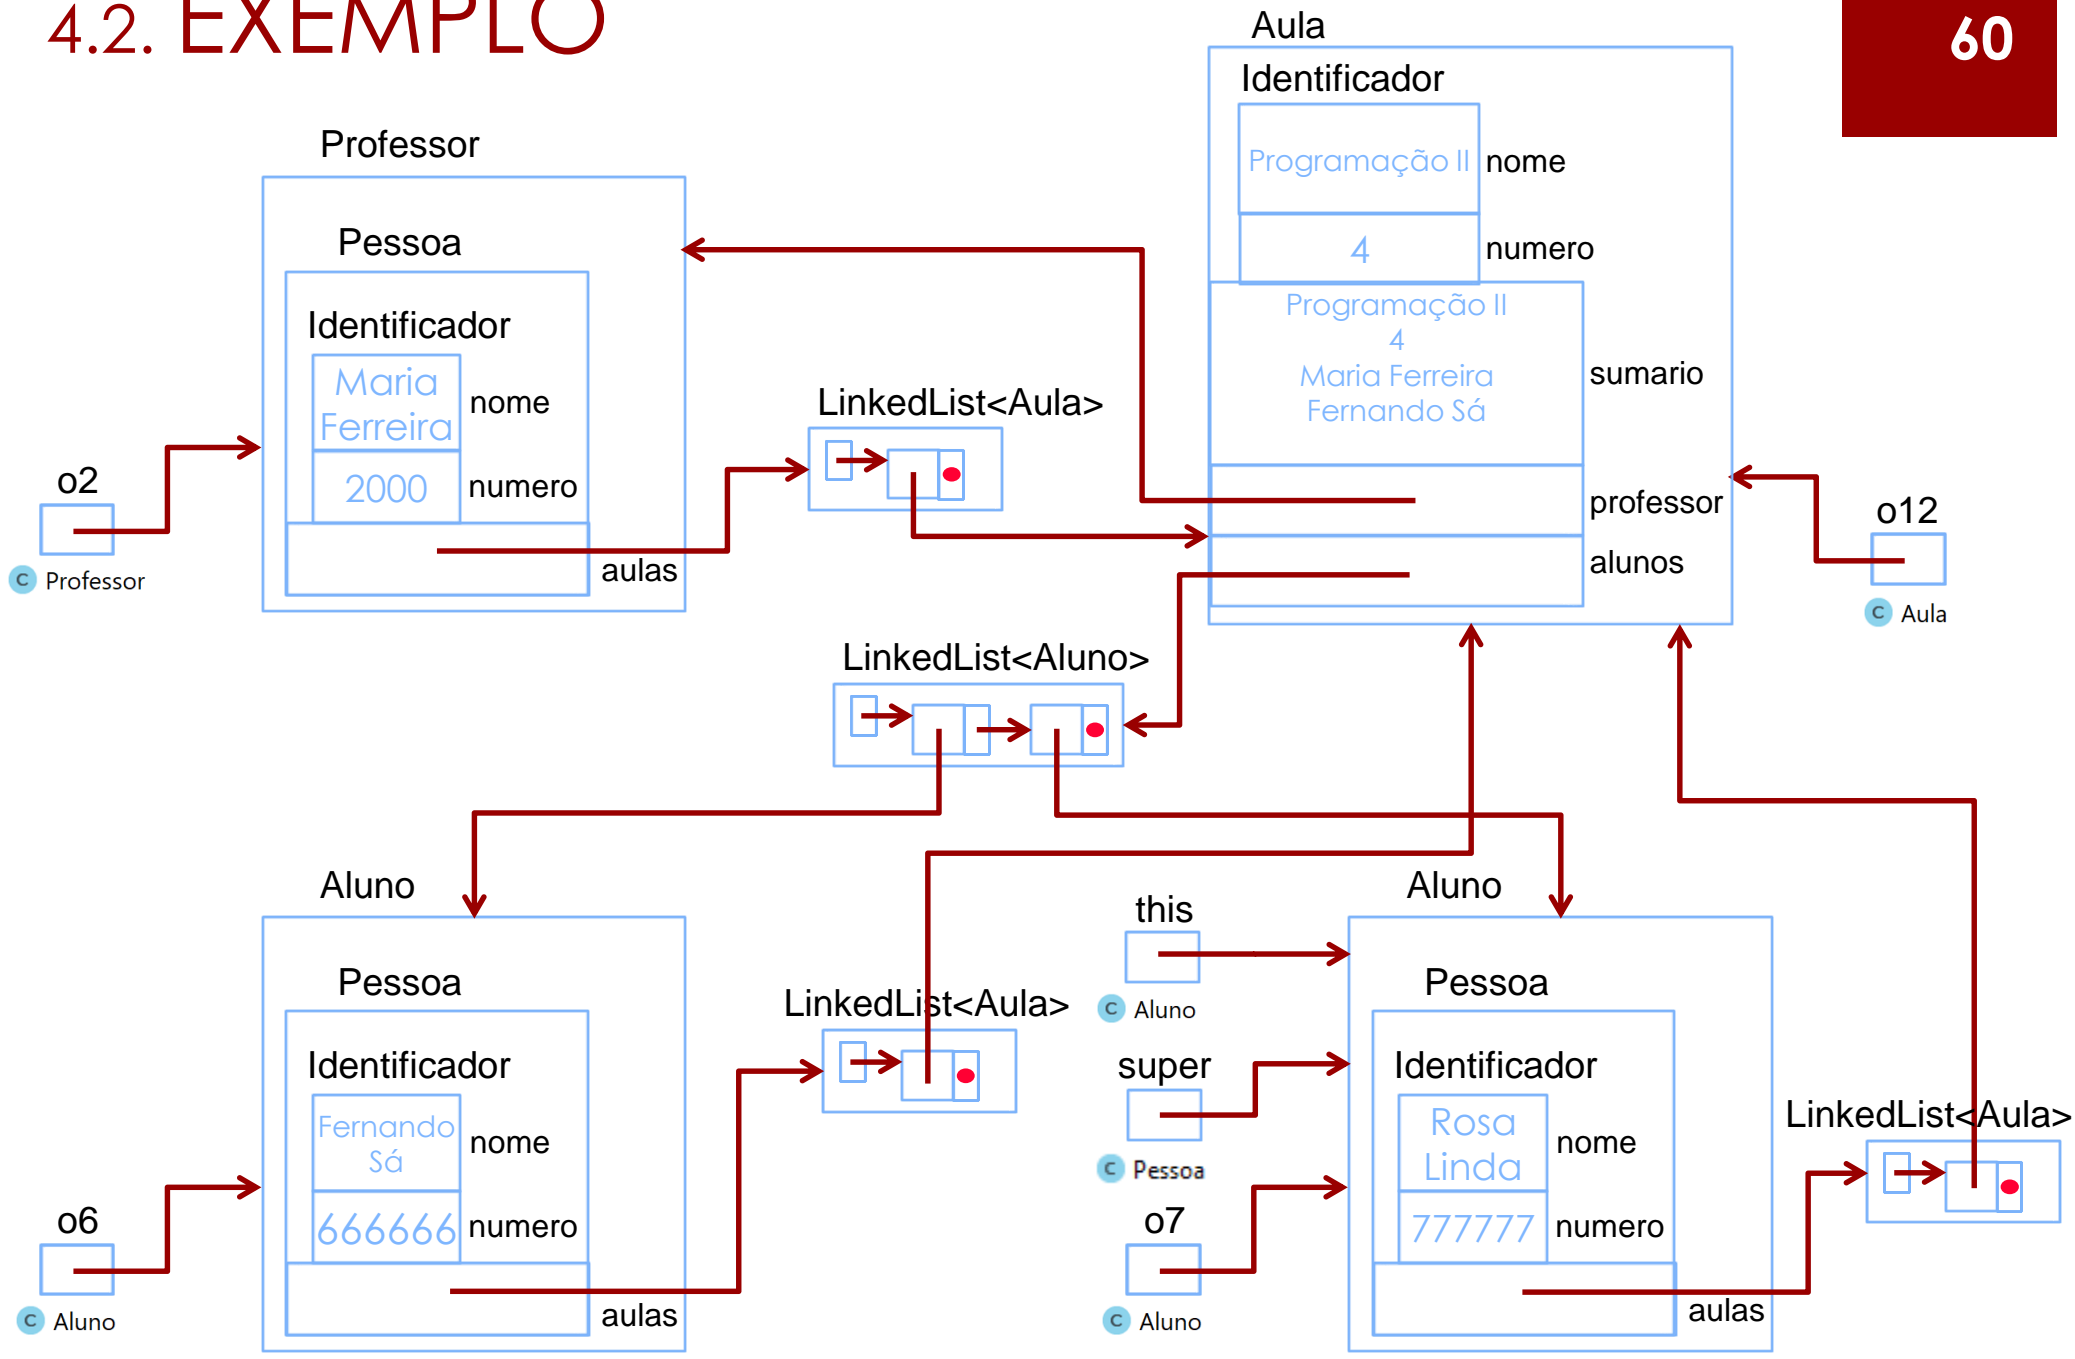 4.2. EXEMPLO
60
Aula
Identificador
Programação II
nome
4
numero
Programação II
4
Maria Ferreira
Fernando Sá
sumario
professor
alunos
o12
C Aula
Professor
Pessoa
Identificador
Maria
Ferreira
nome
2000
numero
aulas
o2
C Professor
LinkedList<Aula>
LinkedList<Aluno>
Aluno
Pessoa
Identificador
Fernando
Sá
nome
666666
numero
aulas
o6
C Aluno
LinkedList<Aula>
this
C Aluno
super
C Pessoa
o7
C Aluno
Aluno
Pessoa
Identificador
Rosa
Linda
nome
777777
numero
aulas
LinkedList<Aula>